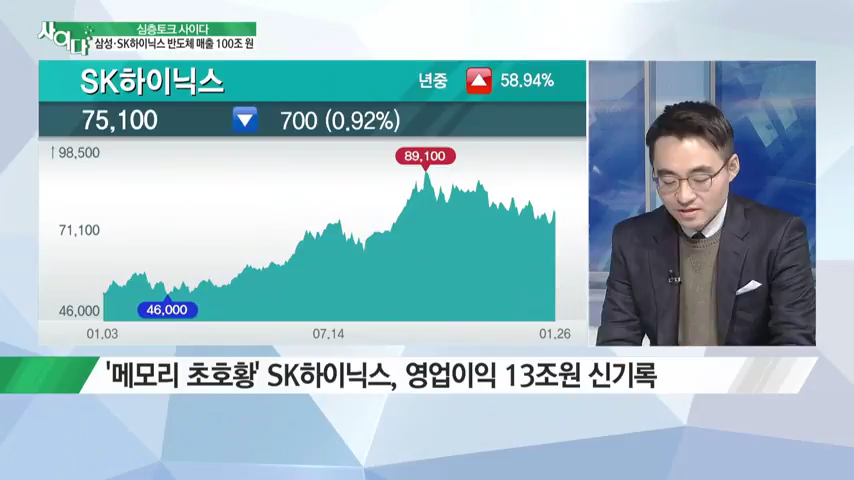 사이다
심층토크 사이다
삼성·SK하이닉스 반도체 매출 100조 원
SK하이닉스
년중 58.94%
75,100 700 (0.92%)
↑98,500
89,100
71,100
46,000
46,000
01.03 07.14 01.26
'메모리 초호황' SK하이닉스, 영업이익 13조원 신기록